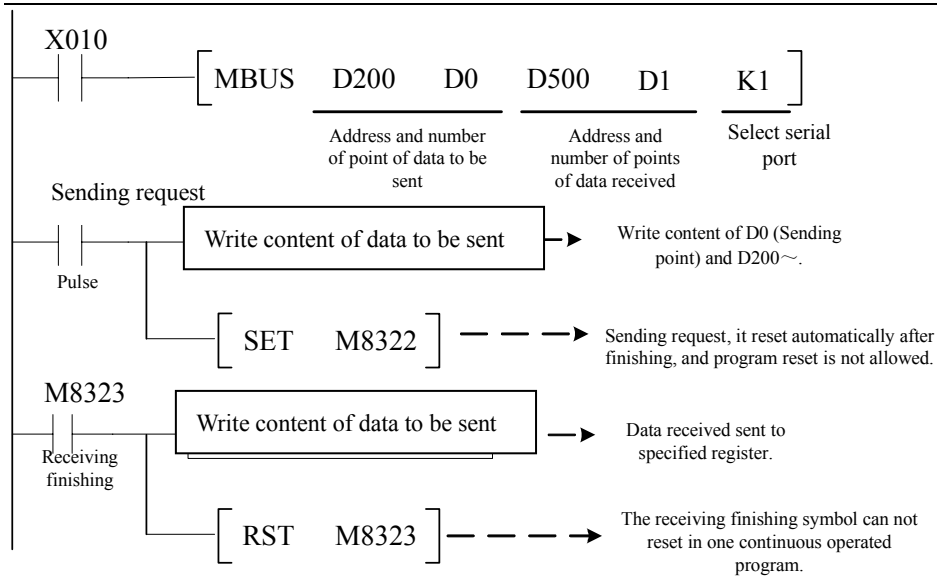 X010
MBUS D200 D0 D500 D1 K1
Address and number
of point of data to be
sent
Address and
number of points
of data received
Select serial
port
Sending request
Pulse
Write content of data to be sent
Write content of D0 (Sending
point) and D200～.
SET M8322
Sending request, it reset automatically after
finishing, and program reset is not allowed.
M8323
Receiving
finishing
Write content of data to be sent
Data received sent to
specified register.
RST M8323
The receiving finishing symbol can not
reset in one continuous operated
program.